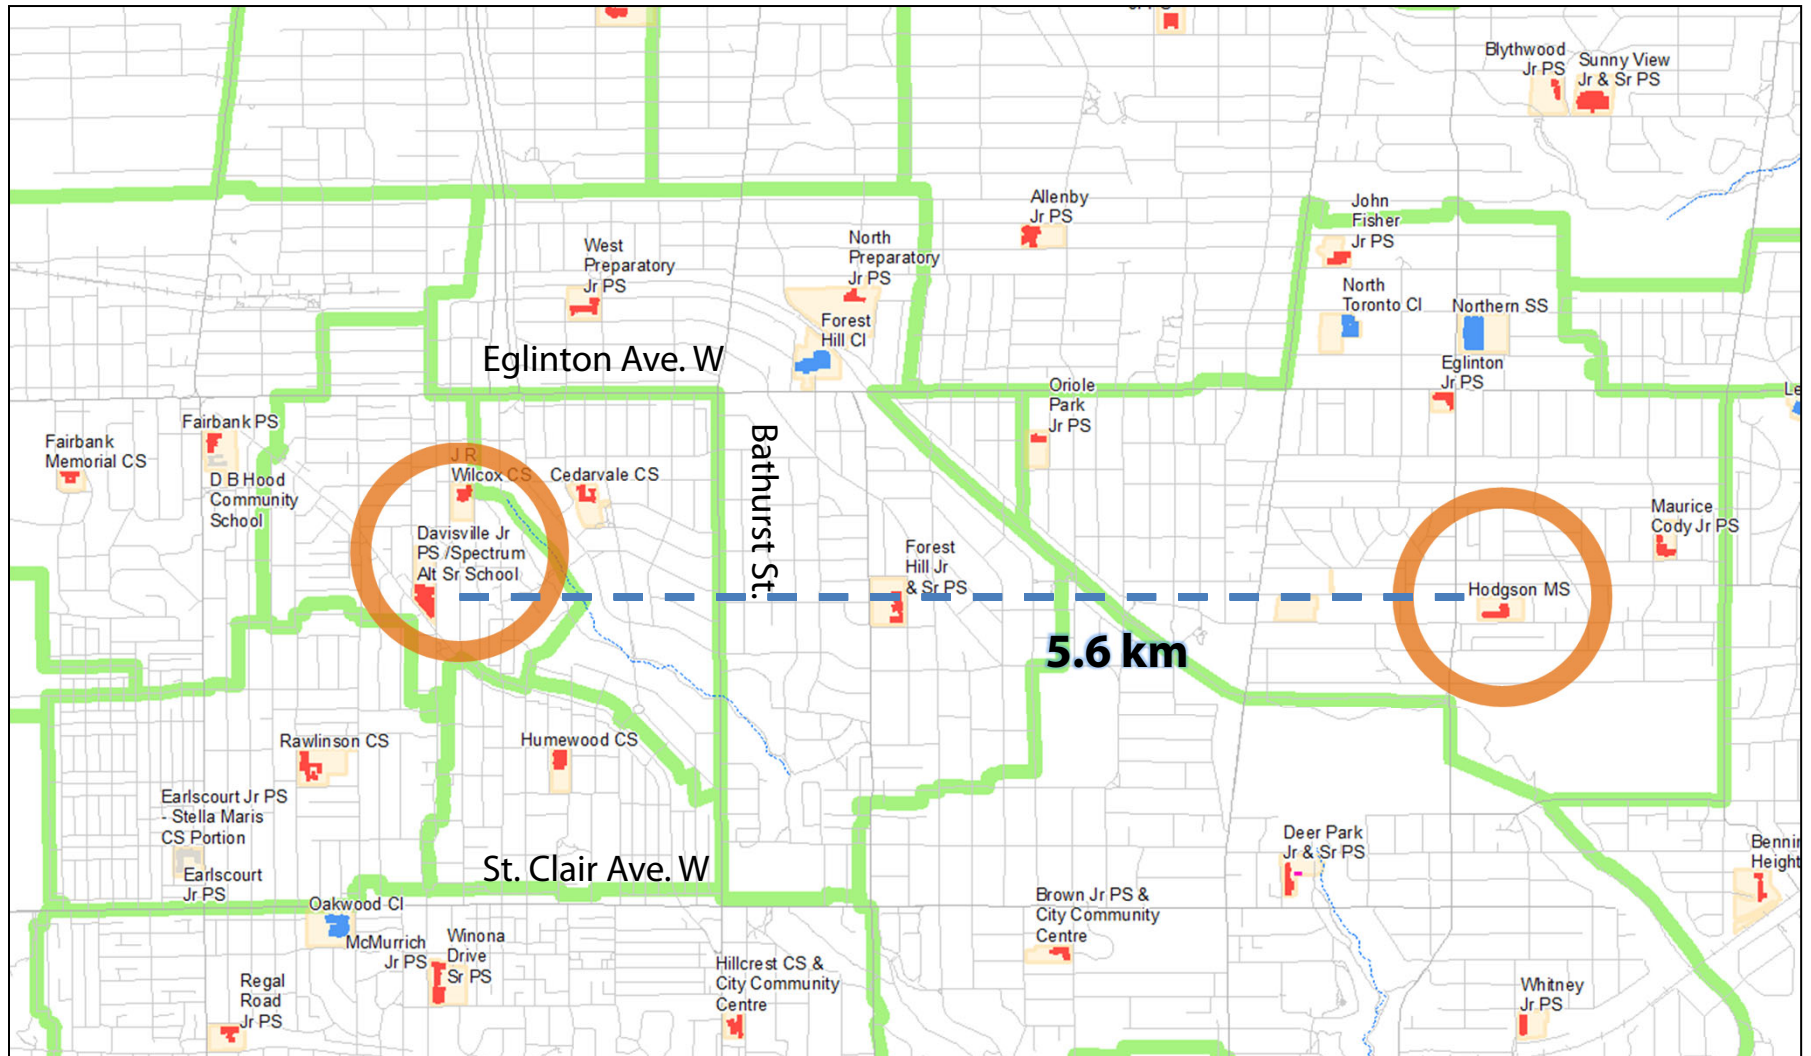 Blythwood
Jr PS
Sunny View
Jr & Sr PS
Allenby
Jr PS
John
Fisher
Jr PS
West
Preparatory
Jr PS
North
Preparatory
Jr PS
North
Toronto CI
Northern SS
Forest
Hill CI
Eglinton Ave. W
Eglinton
Jr PS
Oriole
Park
Jr PS
Le
Fairbank PS
Fairbank
Memorial CS
D B Hood
Community
School
J R
Wilcox CS
Cedarvale CS
Bathurst St.
Davisville Jr
PS /Spectrum
Alt Sr School
Forest
Hill Jr
& Sr PS
Maurice
Cody Jr PS
Hodgson MS
5.6 km
Rawlinson CS
Humewood CS
Earlscourt Jr PS
- Stella Maris
CS Portion
Earlscourt
Jr PS
St. Clair Ave. W
Deer Park
Jr & Sr PS
Bennin
Height
Oakwood CI
McMurrich
Jr PS
Winona
Drive
Sr PS
Brown Jr PS &
City Community
Centre
Hillcrest CS &
City Community
Centre
Regal
Road
Jr PS
Whitney
Jr PS